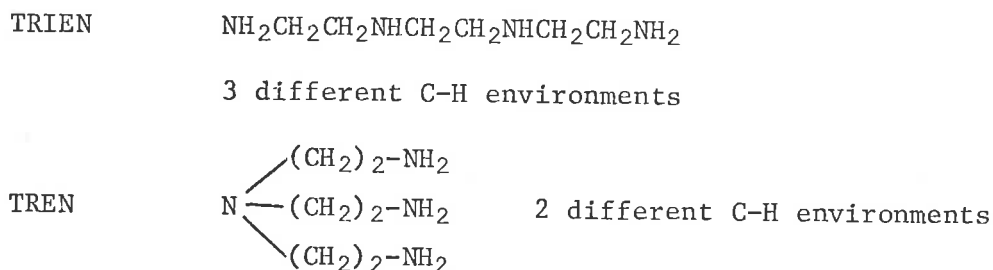 TRIEN NH2CH2CH2NHCH2CH2NHCH2CH2NH2
3 different C-H environments
(CH2)2-NH2
TREN N (CH2)2-NH2 2 different C-H environments
(CH2)2-NH2